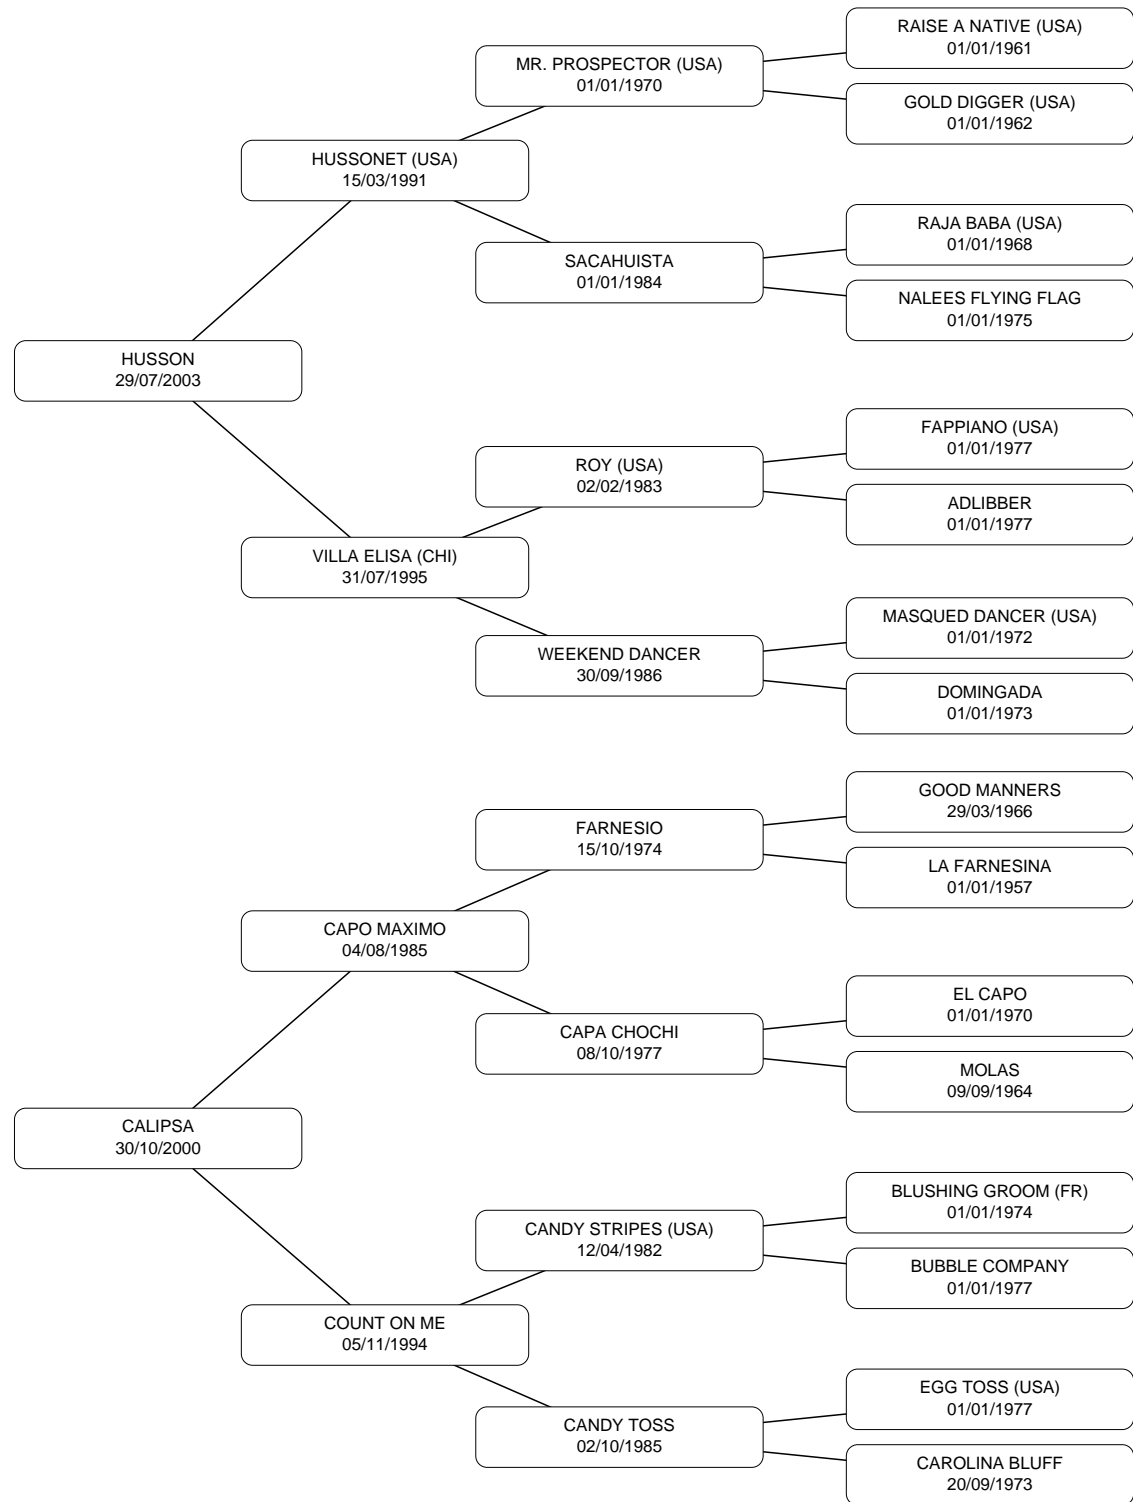 RAISE A NATIVE (USA)
01/01/1961
MR. PROSPECTOR (USA)
01/01/1970
GOLD DIGGER (USA)
01/01/1962
HUSSONET (USA)
15/03/1991
RAJA BABA (USA)
01/01/1968
SACAHUISTA
01/01/1984
NALEES FLYING FLAG
01/01/1975
HUSSON
29/07/2003
FAPPIANO (USA)
01/01/1977
ROY (USA)
02/02/1983
ADLIBBER
01/01/1977
VILLA ELISA (CHI)
31/07/1995
MASQUED DANCER (USA)
01/01/1972
WEEKEND DANCER
30/09/1986
DOMINGADA
01/01/1973
GOOD MANNERS
29/03/1966
FARNESIO
15/10/1974
LA FARNESINA
01/01/1957
CAPO MAXIMO
04/08/1985
EL CAPO
01/01/1970
CAPA CHOCHI
08/10/1977
MOLAS
09/09/1964
CALIPSA
30/10/2000
BLUSHING GROOM (FR)
01/01/1974
CANDY STRIPES (USA)
12/04/1982
BUBBLE COMPANY
01/01/1977
COUNT ON ME
05/11/1994
EGG TOSS (USA)
01/01/1977
CANDY TOSS
02/10/1985
CAROLINA BLUFF
20/09/1973